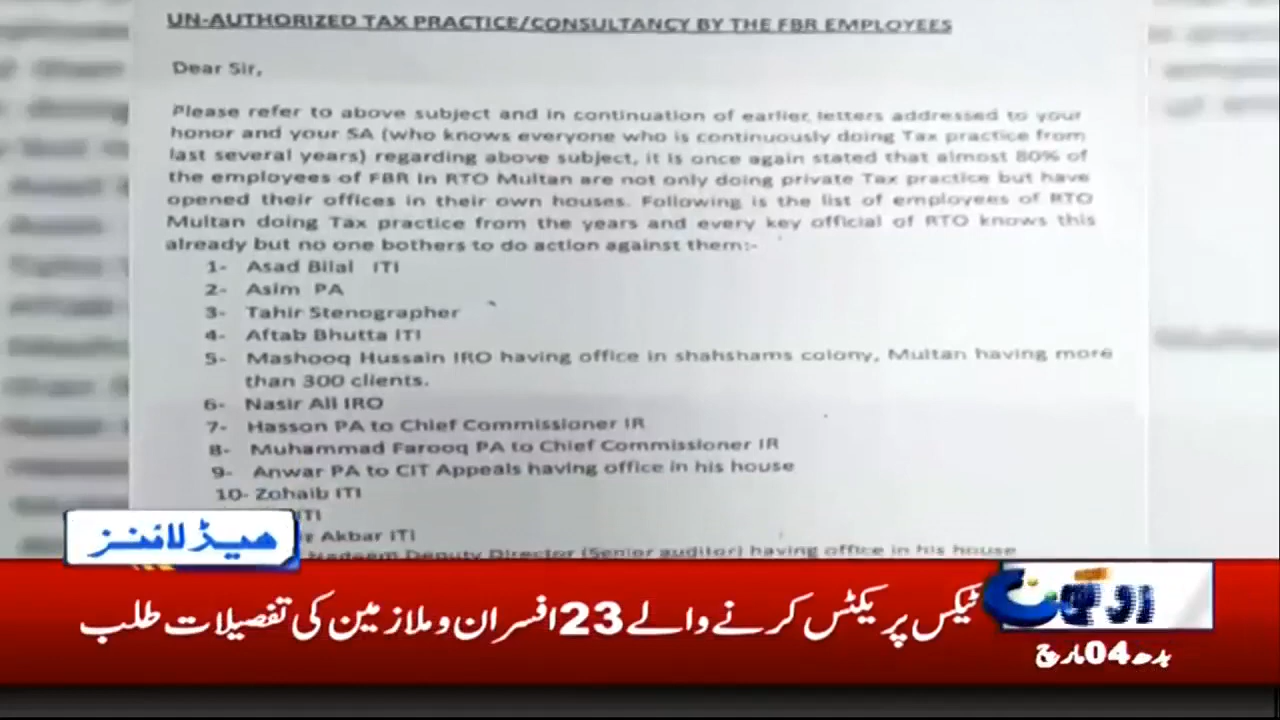 UN-AUTHORIZED TAX PRACTICE/CONSULTANCY BY THE FBR EMPLOYEES
Dear Sir,
Please refer to above subject and in continuation of earlier letters addressed to your
honor and your SA (who knows everyone who is continuously doing Tax practice from
last several years) regarding above subject, it is once again stated that almost 80% of
the employees of FBR in RTO Multan are not only doing private Tax practice but have
opened their offices in their own houses. Following is the list of employees of RTO
Multan doing Tax practice from the years and every key official of RTO knows this
already but no one bothers to do action against them:-
1- Asad Bilal ITI
2- Asim PA
3- Tahir Stenographer
4- Aftab Bhutta ITI
5- Mashooq Hussain IRO having office in shahshams colony, Multan having more
than 300 clients.
6- Nasir Ali IRO
7- Hasson PA to Chief Commissioner IR
8- Muhammad Farooq PA to Chief Commissioner IR
9- Anwar PA to CIT Appeals having office in his house
10- Zohaib ITI
ITI
Akbar ITI
Nadeem Deputy Director (Senior auditor) having office in his house
ہیڈ لائنز
ٹیکس پریکٹس کرنے والے 23 افسران و ملازمین کی تفصیلات طلب
بدھ 04 مارچ